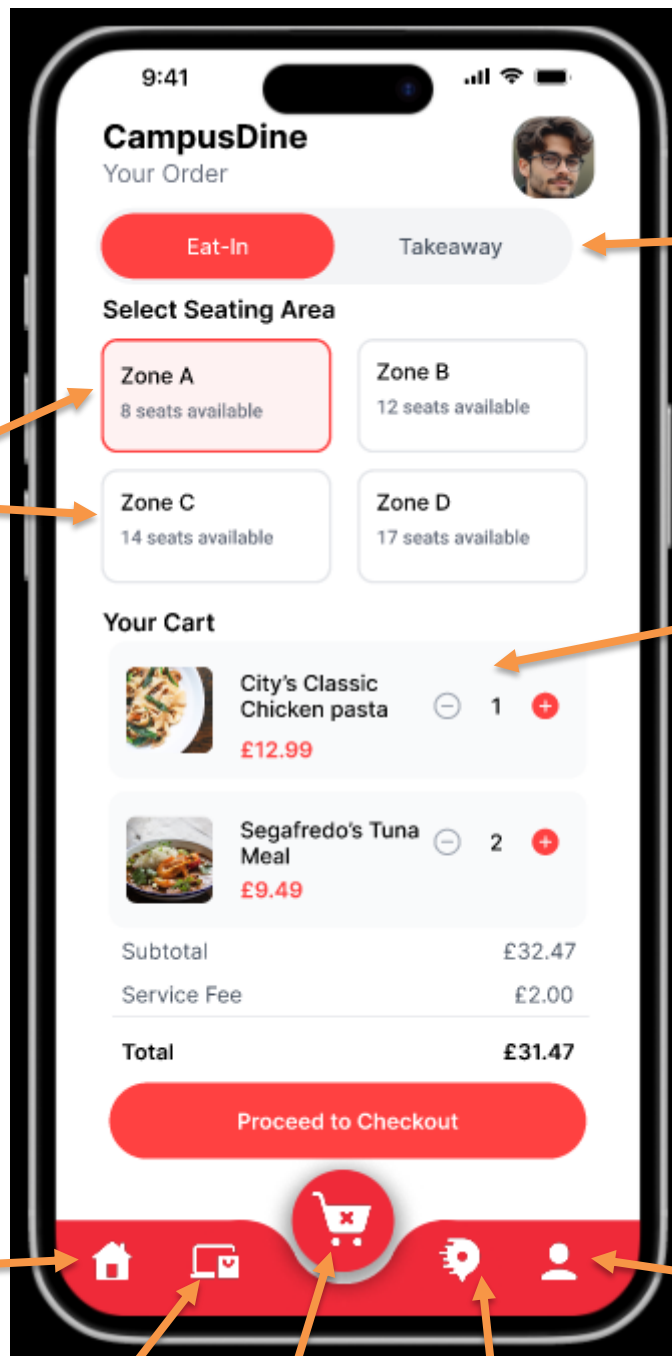 9:41
CampusDine
Your Order
Eat-In Takeaway
Select Seating Area
Zone A Zone B
8 seats available 12 seats available
Zone C Zone D
14 seats available 17 seats available
Your Cart
City's Classic
Chicken pasta 1
£12.99
Segafredo's Tuna
Meal 2
£9.49
Subtotal £32.47
Service Fee £2.00
Total £31.47
Proceed to Checkout